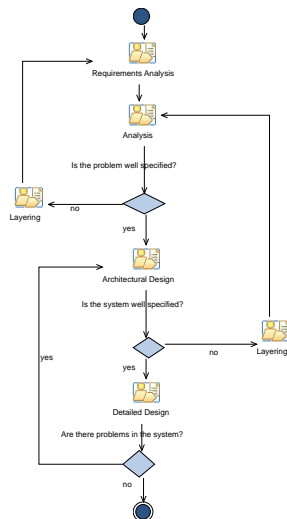 Requirements Analysis
Analysis
Is the problem well specified?
Layering
no
yes
Architectural Design
Is the system well specified?
yes
no
Layering
yes
Detailed Design
Are there problems in the system?
no